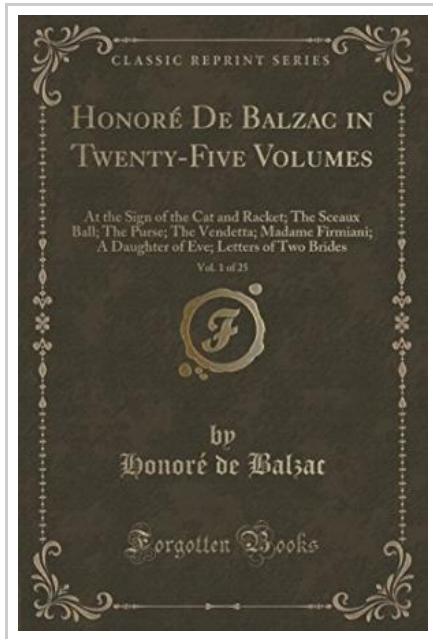 CLASSIC REPRINT SERIES
HONORÉ DE BALZAC IN
TWENTY-FIVE VOLUMES
At the Sign of the Cat and Racket; The Sceaux
Ball; The Purse; The Vendetta; Madame Firmiani;
A Daughter of Eve; Letters of Two Brides
Vol. 1 of 25
F
by
Honoré de Balzac
Forgotten Books